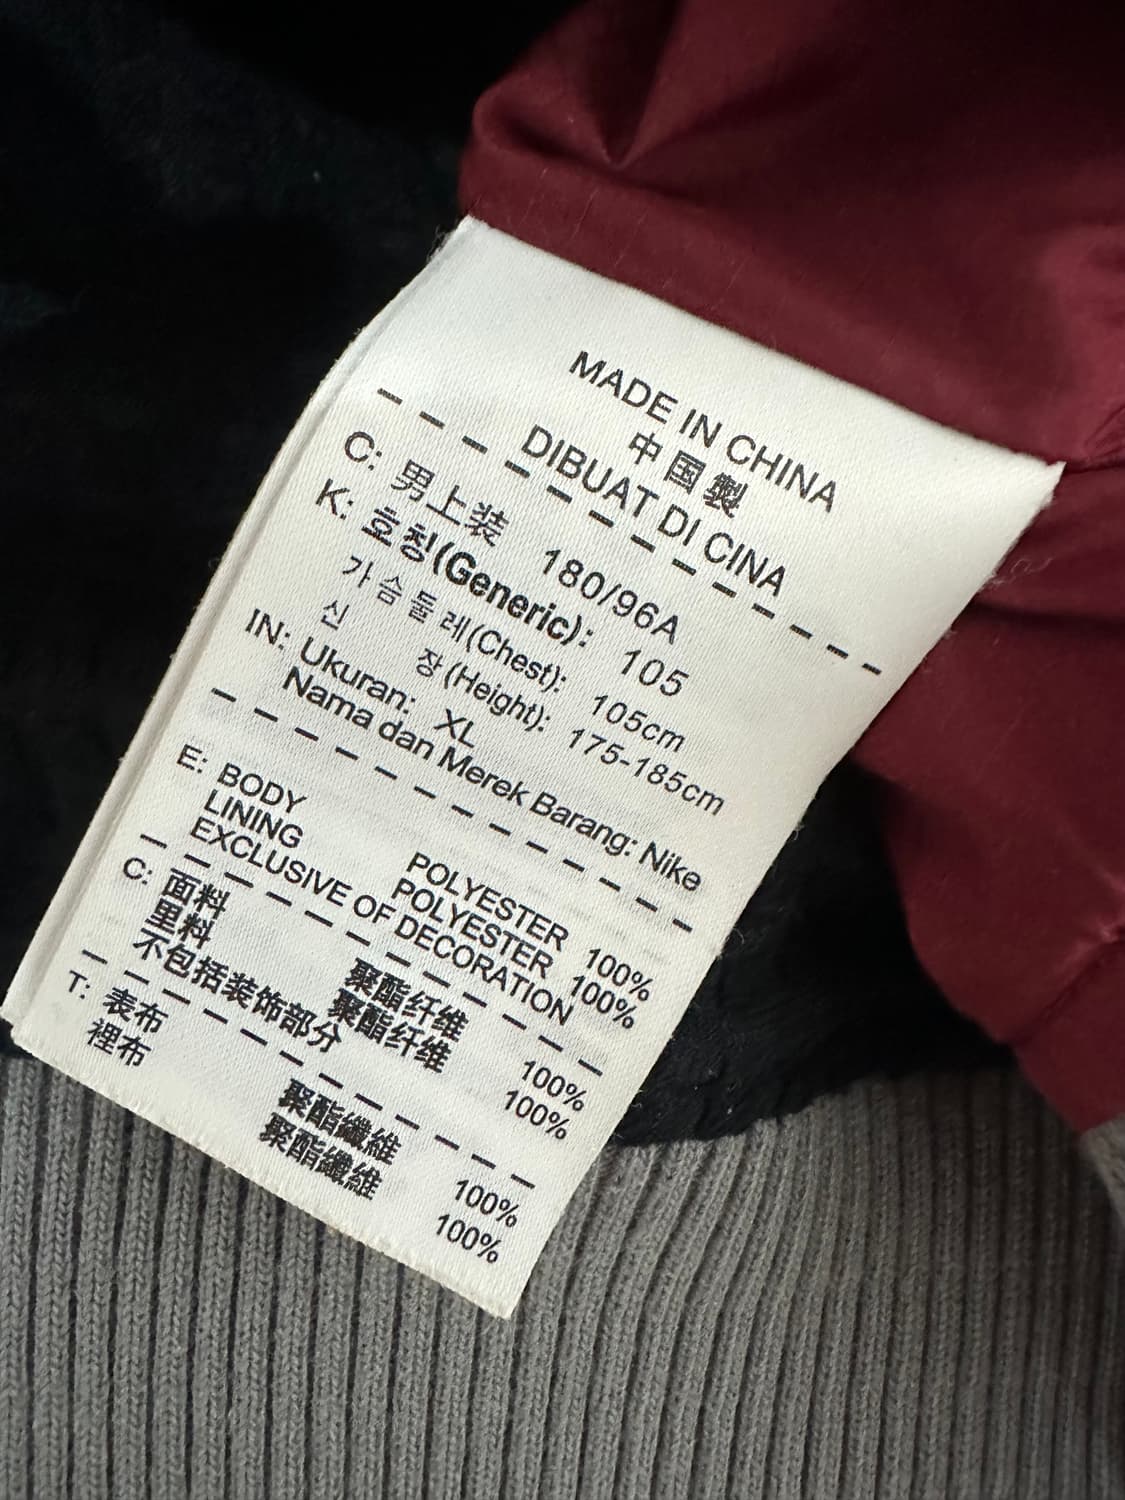 MADE IN CHINA
中国製
DIBUAT DI CINA
C: 男上装 180/96A
K: 호칭(Generic): 105
가슴둘레(Chest): 105cm
신 장(Height): 175-185cm
IN: Ukuran: XL
Nama dan Merek Barang: Nike
E: BODY POLYESTER 100%
LINING POLYESTER 100%
EXCLUSIVE OF DECORATION
C: 面料 聚酯纤维 100%
里料 聚酯纤维 100%
不包括装饰部分
T: 表布 聚酯纖維 100%
裡布 聚酯纖維 100%